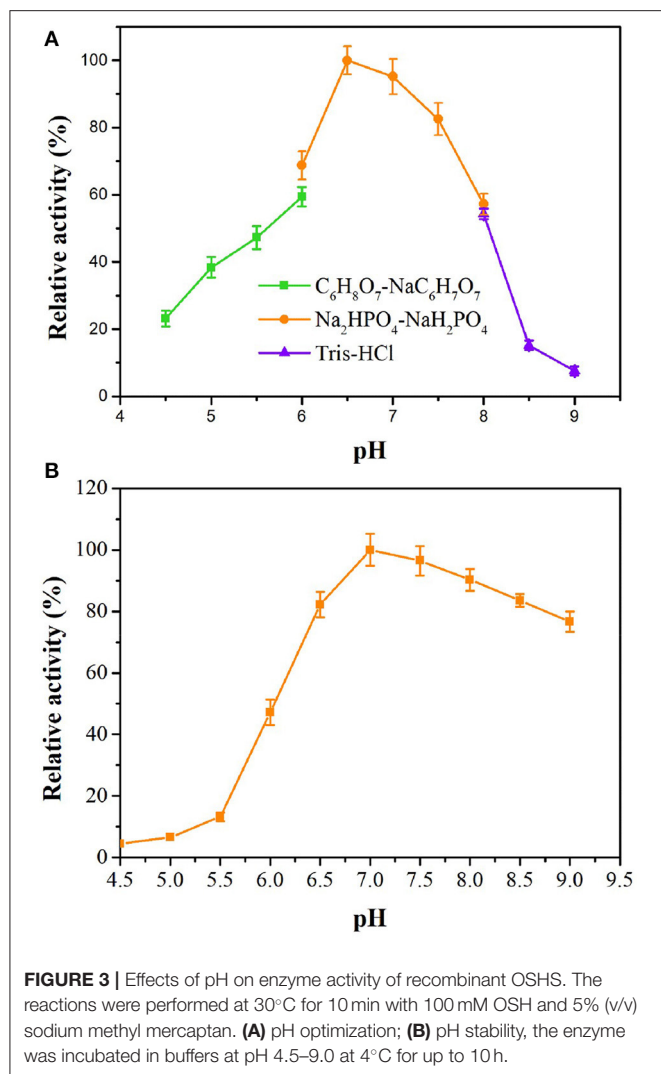 A
Relative activity (%)
100
80
60
40
20
0
C₆H₈O₇-NaC₆H₇O₇
Na₂HPO₄-NaH₂PO₄
Tris-HCl
4 5 6 7 8 9
pH
B
Relative activity (%)
120
100
80
60
40
20
0
4.5 5.0 5.5 6.0 6.5 7.0 7.5 8.0 8.5 9.0 9.5
pH
FIGURE 3 | Effects of pH on enzyme activity of recombinant OSHS. The
reactions were performed at 30°C for 10 min with 100 mM OSH and 5% (v/v)
sodium methyl mercaptan. (A) pH optimization; (B) pH stability, the enzyme
was incubated in buffers at pH 4.5–9.0 at 4°C for up to 10 h.